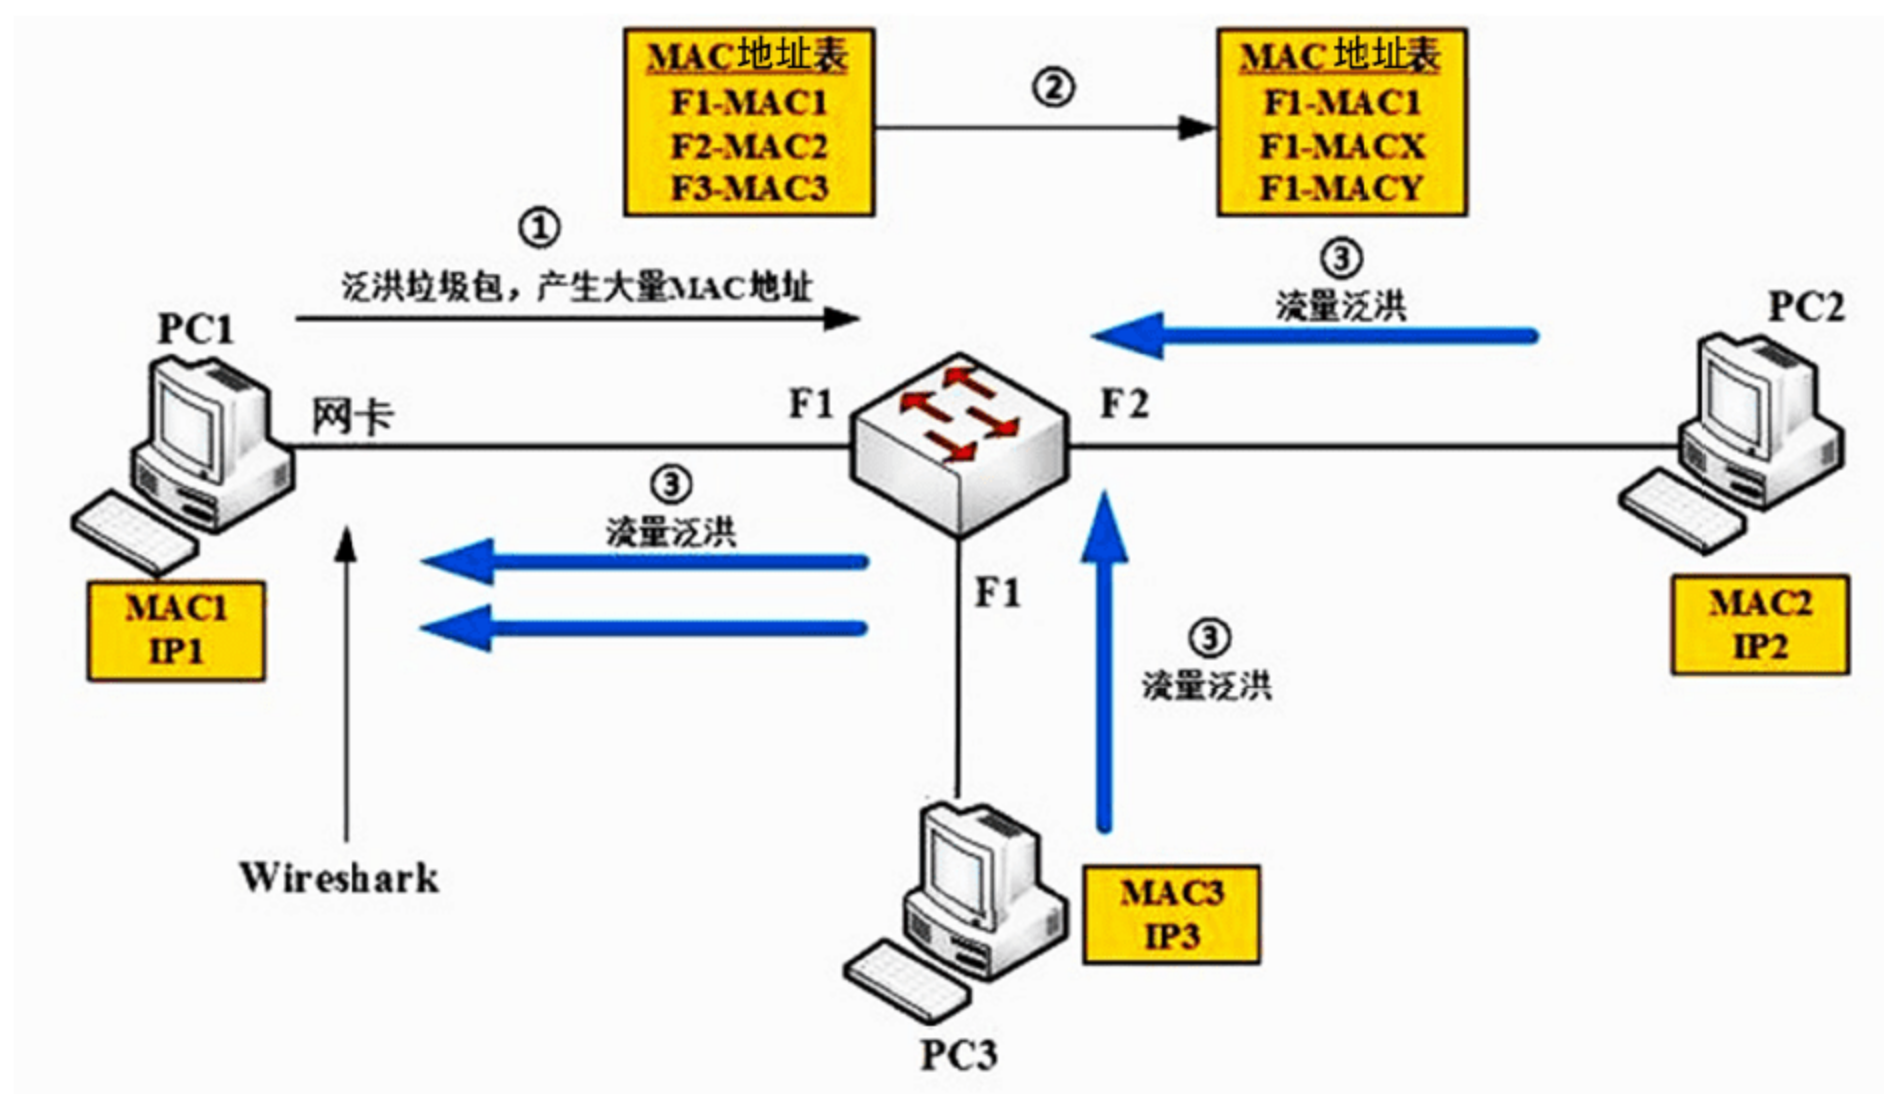 MAC地址表
F1-MAC1
F2-MAC2
F3-MAC3
②
MAC 地址表
F1-MAC1
F1-MACX
F1-MACY
①
泛洪垃圾包，产生大量MAC地址
③
流量泛洪
PC1
PC2
网卡
F1
F2
③
流量泛洪
F1
MAC1
IP1
MAC2
IP2
③
流量泛洪
Wireshark
MAC3
IP3
PC3